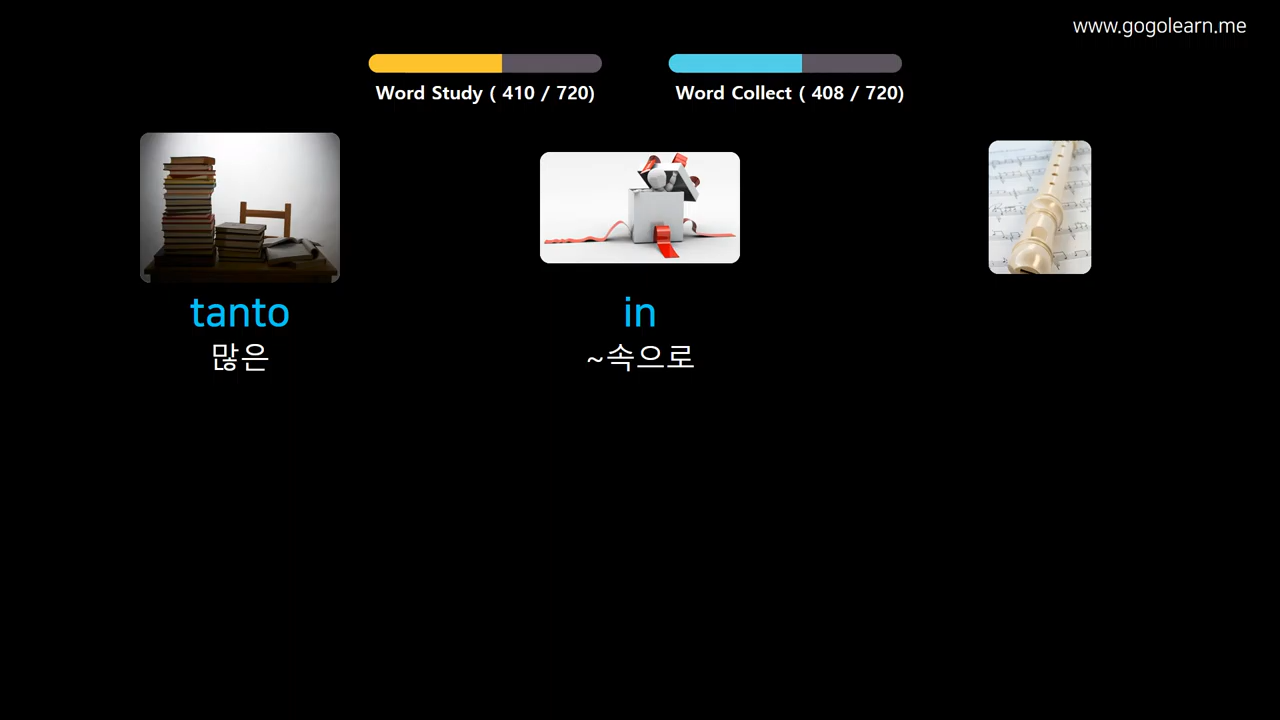 www.gogolearn.me
Word Study ( 410 / 720)
Word Collect ( 408 / 720)
tanto
많은
in
~속으로